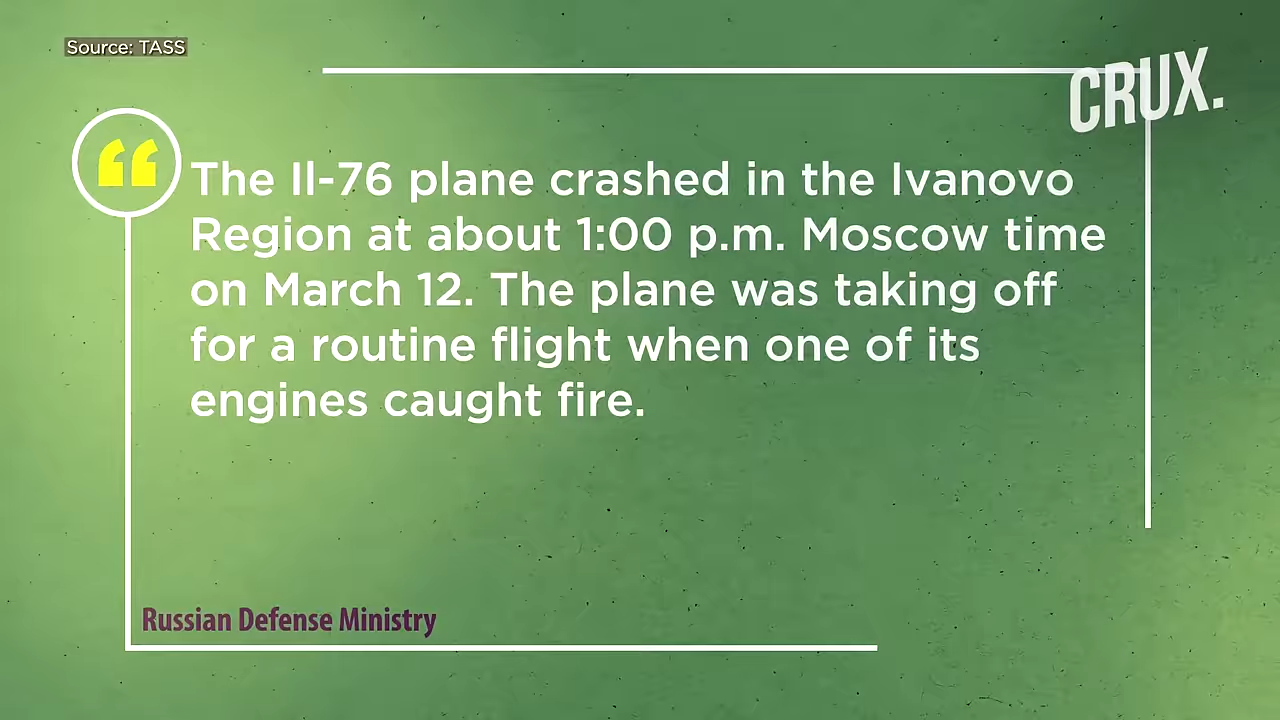 Source: TASS
CRUX.
“
The Il-76 plane crashed in the Ivanovo
Region at about 1:00 p.m. Moscow time
on March 12. The plane was taking off
for a routine flight when one of its
engines caught fire.
Russian Defense Ministry